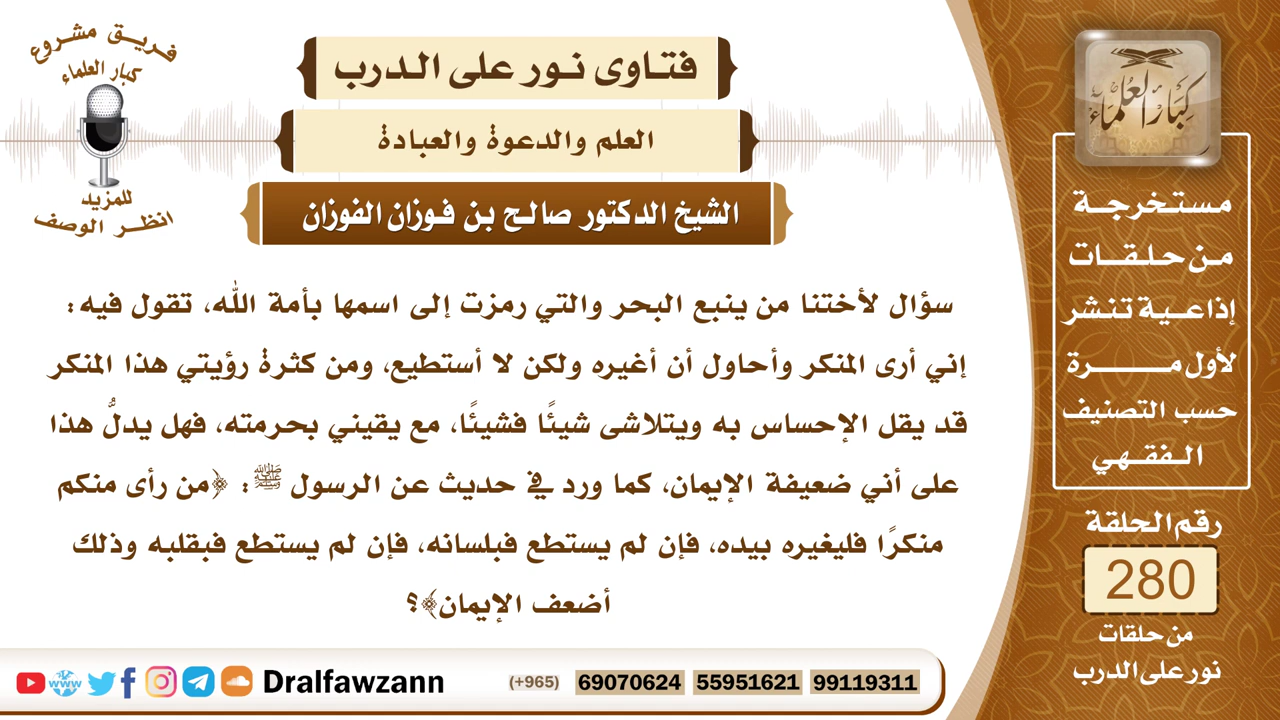 فريق مشروع
كبار العلماء
للمزيد
انظر الوصف
فتاوى نور على الدرب
العلم والدعوة والعبادة
الشيخ الدكتور صالح بن فوزان الفوزان
سؤال لأختنا من ينبع البحر والتي رمزت إلى اسمها بأمة الله، تقول فيه:
إني أرى المنكر وأحاول أن أغيره ولكن لا أستطيع، ومن كثرة رؤيتي هذا المنكر
قد يقل الإحساس به ويتلاشى شيئًا فشيئًا، مع يقيني بحرمته، فهل يدلُّ هذا
على أني ضعيفة الإيمان، كما ورد في حديث عن الرسول ﷺ: ﴿من رأى منكم
منكرًا فليغيره بيده، فإن لم يستطع فبلسانه، فإن لم يستطع فبقلبه وذلك
أضعف الإيمان﴾؟
كبار العلماء
مستخرجة
من حلقات
إذاعية تنشر
لأول مرة
حسب التصنيف
الفقهي
رقم الحلقة
280
من حلقات
نور على الدرب
www
Dralfawzann
(+965) 69070624 55951621 99119311